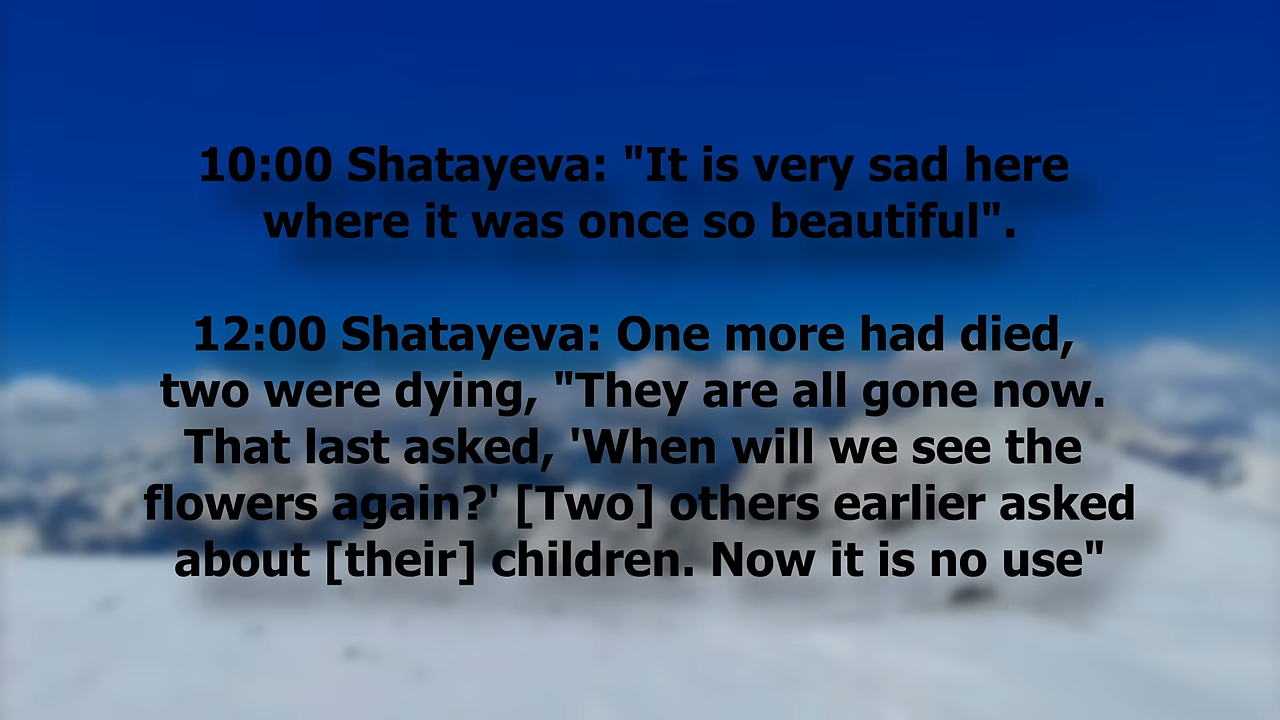 10:00 Shatayeva: "It is very sad here
where it was once so beautiful".
12:00 Shatayeva: One more had died,
two were dying, "They are all gone now.
That last asked, 'When will we see the
flowers again?' [Two] others earlier asked
about [their] children. Now it is no use"